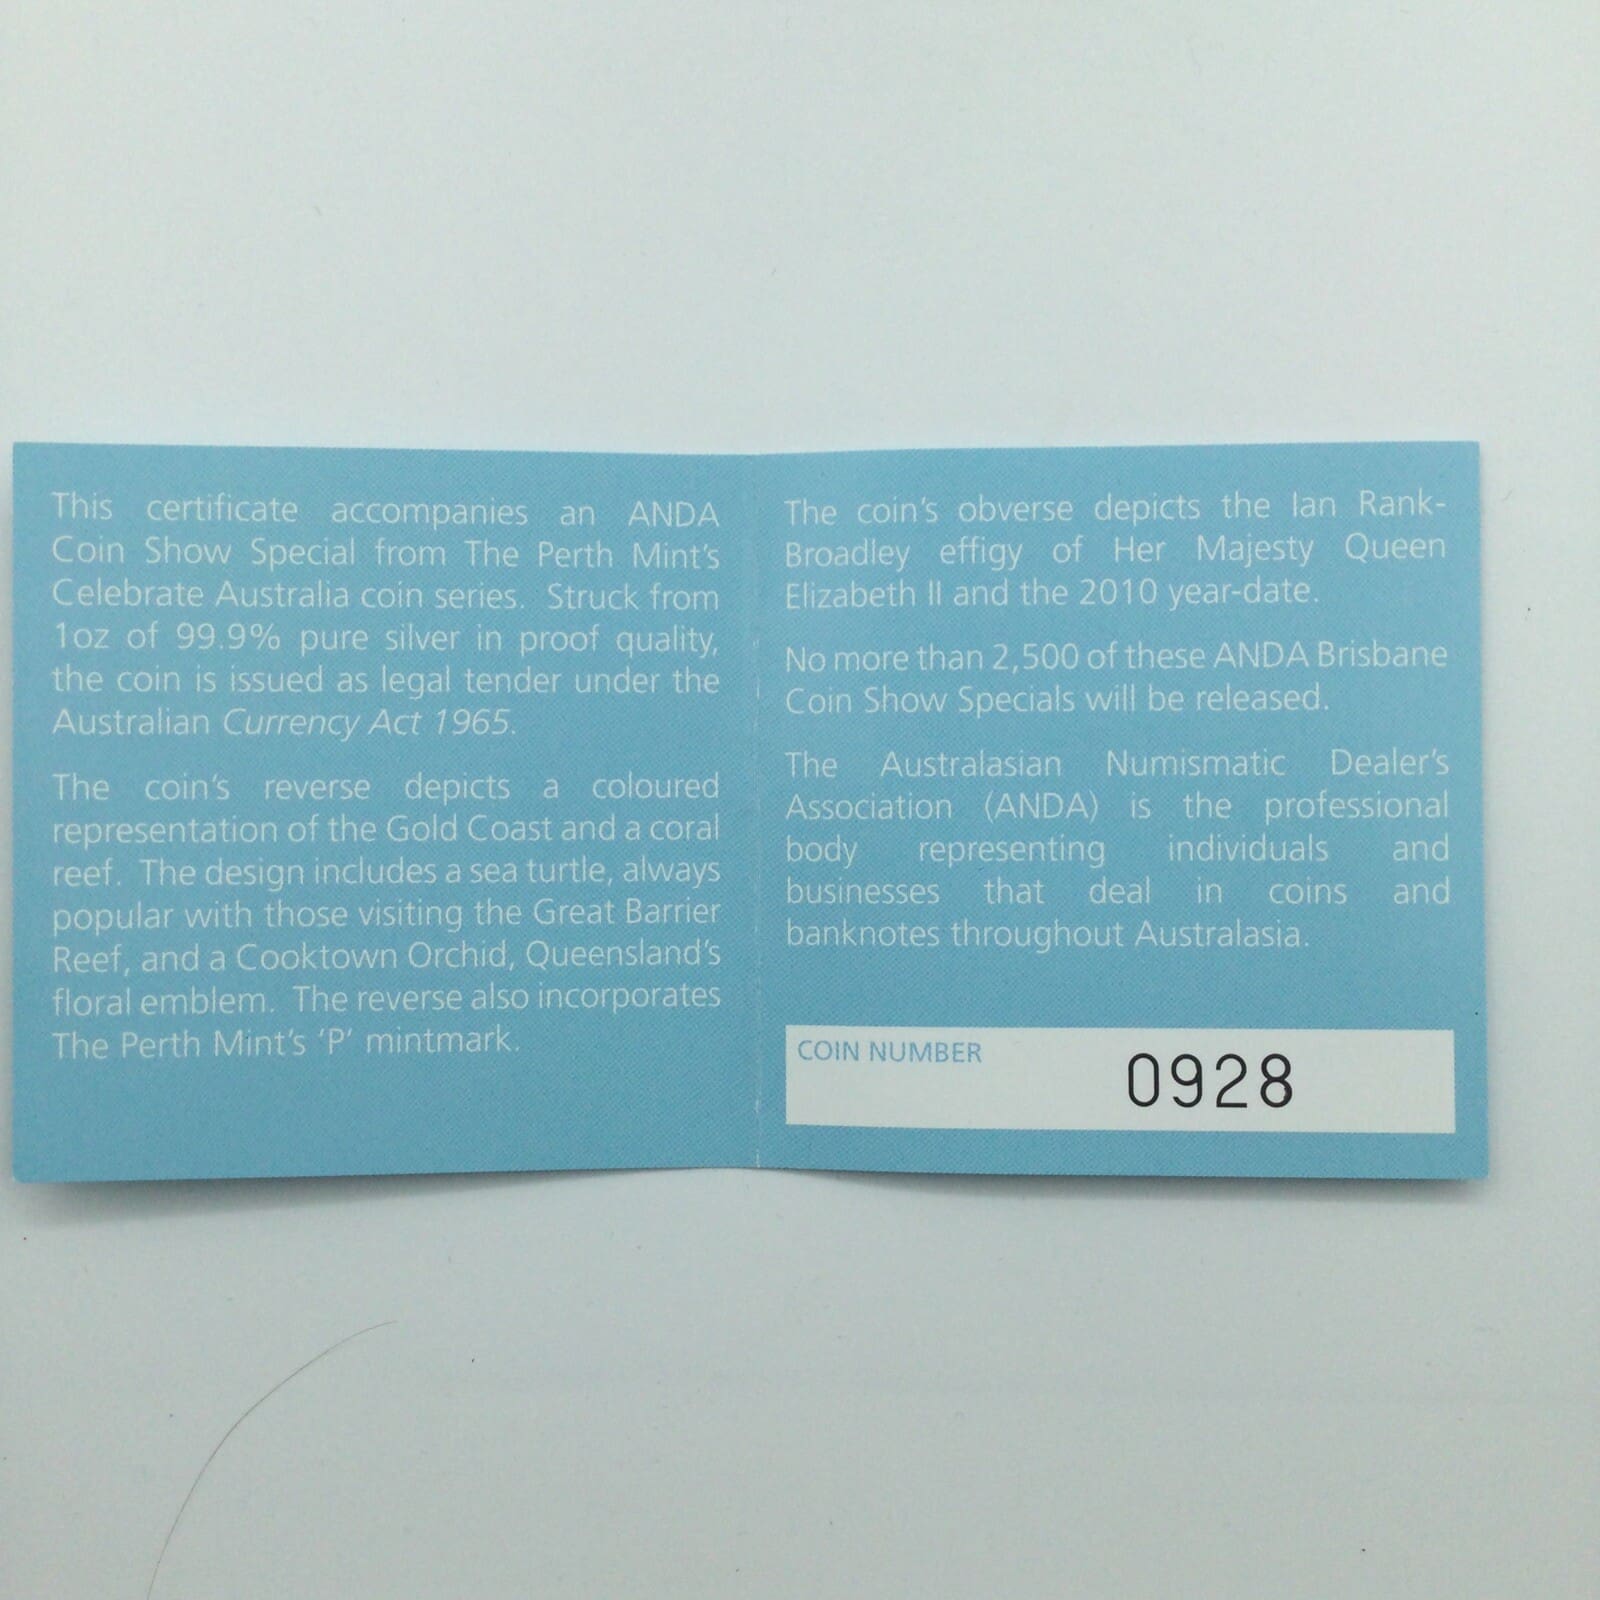 This certificate accompanies an ANDA
Coin Show Special from The Perth Mint's
Celebrate Australia coin series. Struck from
1oz of 99.9% pure silver in proof quality,
the coin is issued as legal tender under the
Australian Currency Act 1965.
The coin's reverse depicts a coloured
representation of the Gold Coast and a coral
reef. The design includes a sea turtle, always
popular with those visiting the Great Barrier
Reef, and a Cooktown Orchid, Queensland's
floral emblem. The reverse also incorporates
The Perth Mint's 'P' mintmark.
The coin's obverse depicts the Ian Rank-
Broadley effigy of Her Majesty Queen
Elizabeth II and the 2010 year-date.
No more than 2,500 of these ANDA Brisbane
Coin Show Specials will be released.
The Australasian Numismatic Dealer's
Association (ANDA) is the professional
body representing individuals and
businesses that deal in coins and
banknotes throughout Australasia.
COIN NUMBER 0928